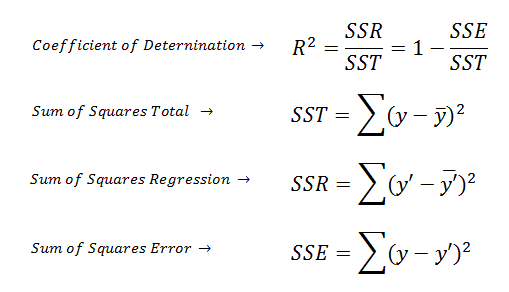 Coefficient of Deternination → R² = SSR/SST = 1 − SSE/SST
Sum of Squares Total → SST = ∑(y − ȳ)²
Sum of Squares Regression → SSR = ∑(y′ − y̅′)²
Sum of Squares Error → SSE = ∑(y − y′)²